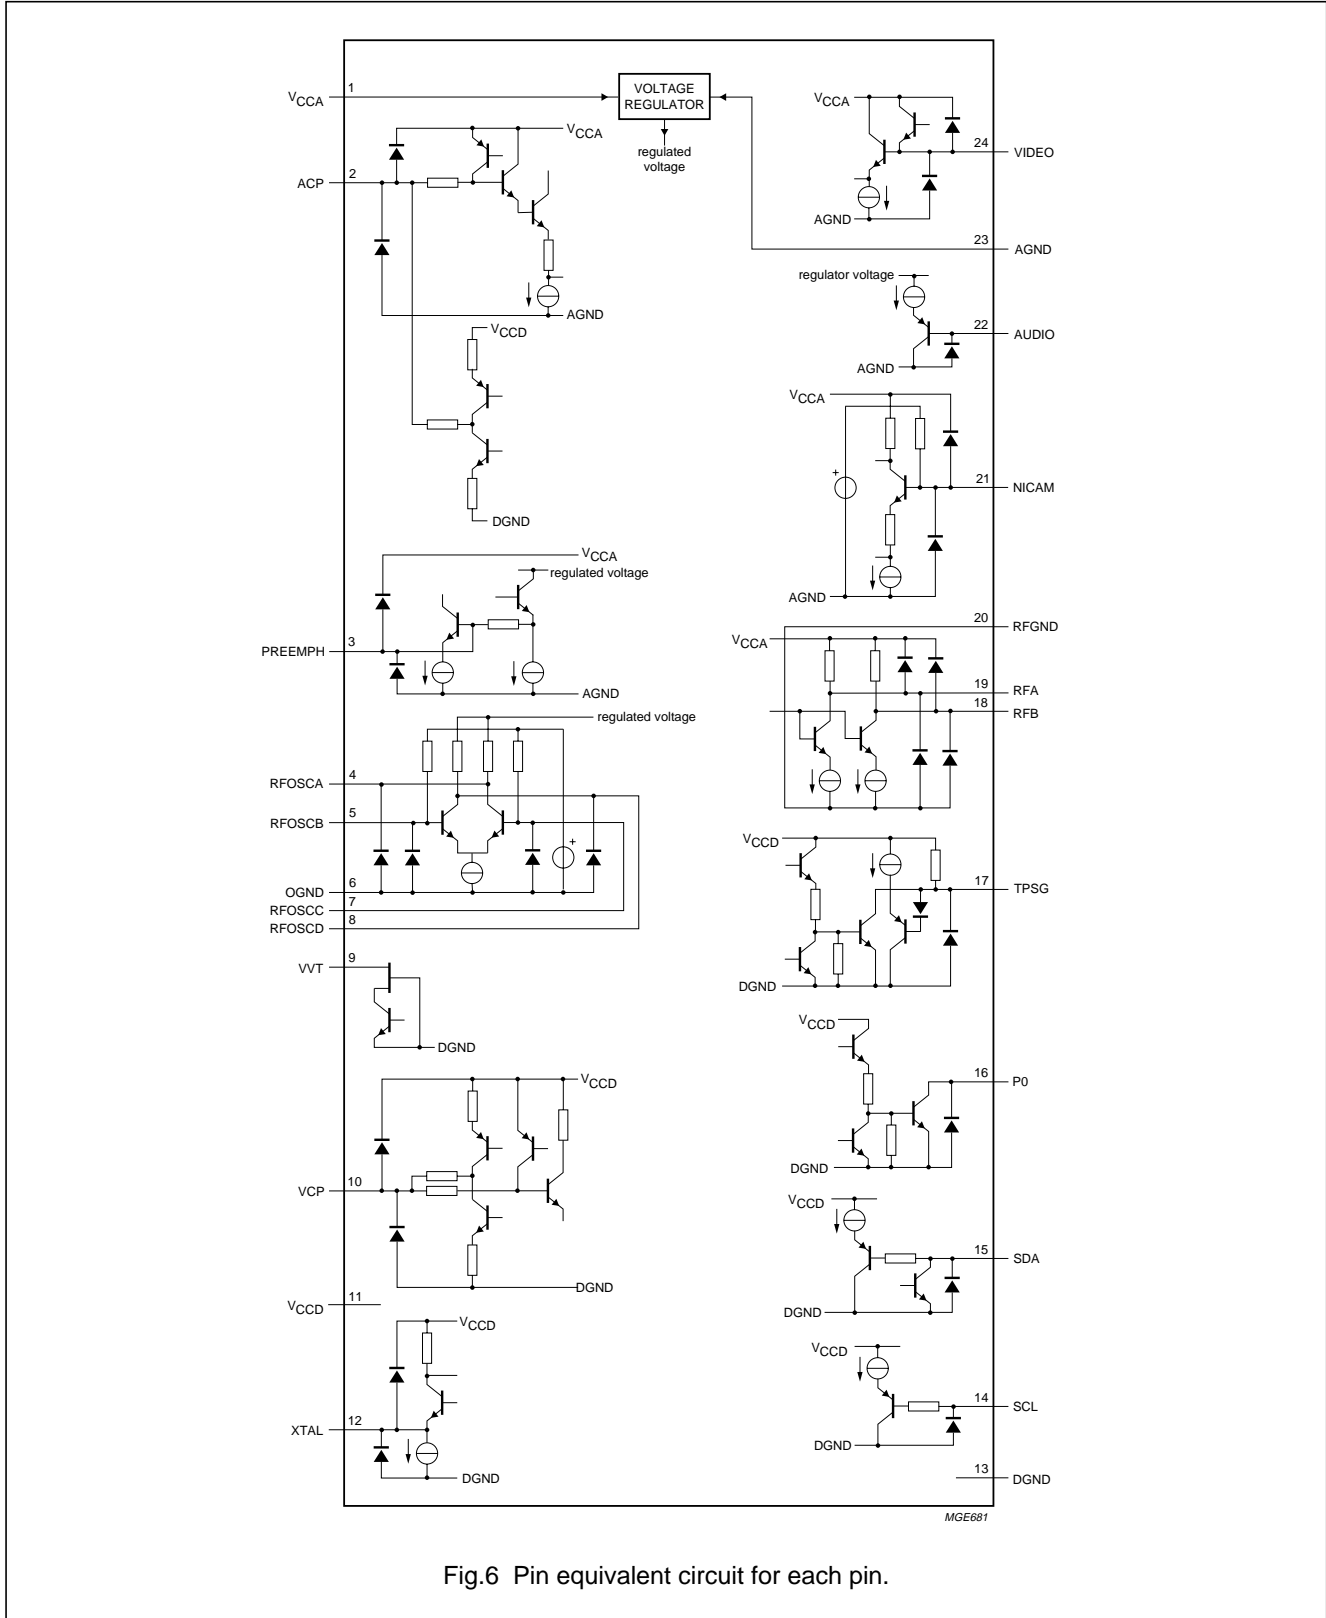 VCCA
1
VOLTAGE
REGULATOR
regulated
voltage
VCCA
24
VIDEO
AGND
23
AGND
VCCA
2
ACP
AGND
VCCD
DGND
regulator voltage
22
AUDIO
AGND
VCCA
+
21
NICAM
AGND
VCCA
regulated voltage
3
PREEMPH
AGND
20
RFGND
VCCA
19
RFA
18
RFB
regulated voltage
4
RFOSCA
5
RFOSCB
+
6
OGND
7
RFOSCC
8
RFOSCD
VCCD
17
TPSG
DGND
9
VVT
DGND
VCCD
16
P0
DGND
VCCD
10
VCP
DGND
VCCD
15
SDA
DGND
11
VCCD
VCCD
12
XTAL
DGND
VCCD
14
SCL
DGND
13
DGND
MGE681
Fig.6 Pin equivalent circuit for each pin.